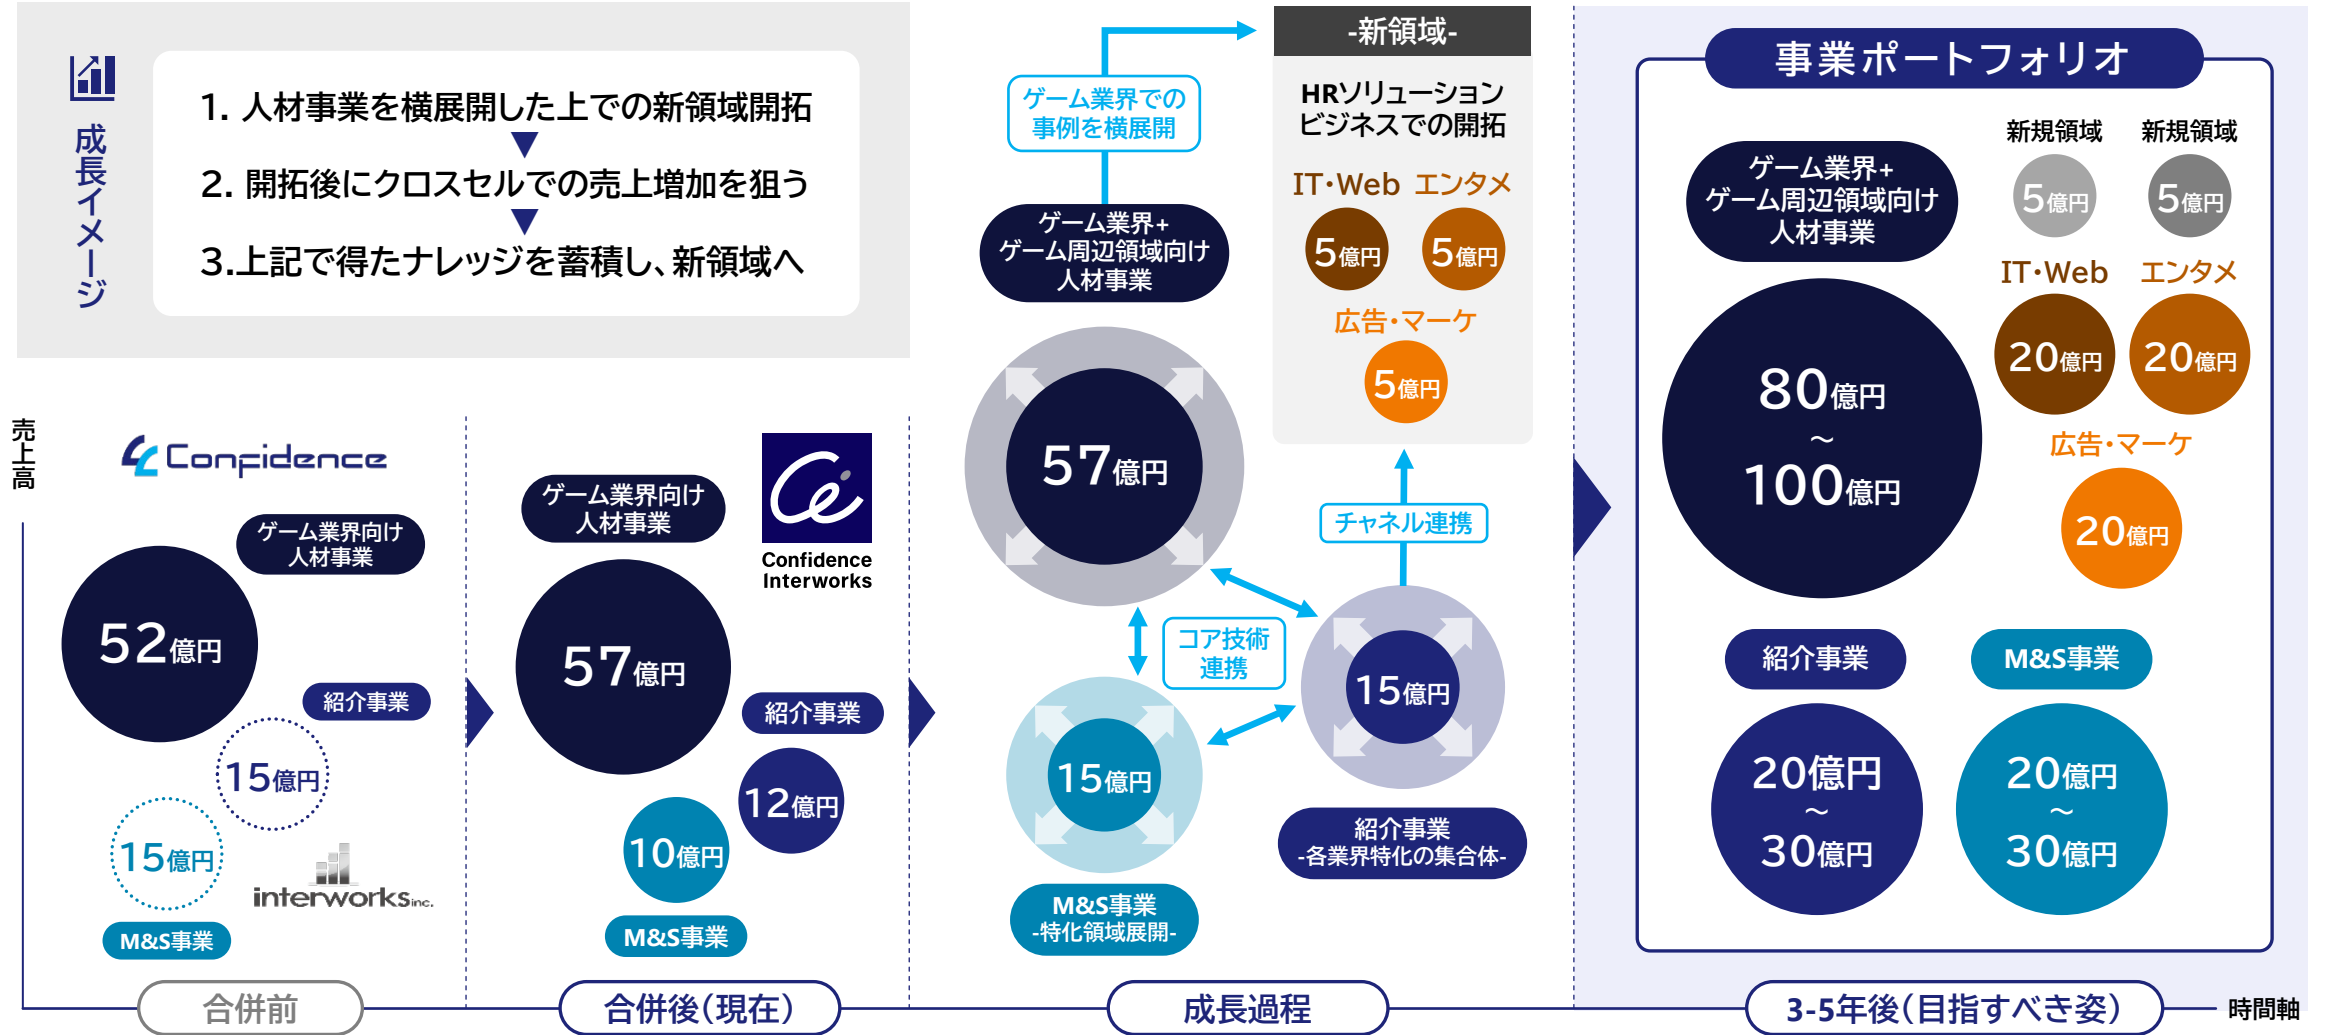 成長イメージ
1. 人材事業を横展開した上での新領域開拓
2. 開拓後にクロスセルでの売上増加を狙う
3.上記で得たナレッジを蓄積し、新領域へ
売上高
Confidence
ゲーム業界向け
人材事業
52億円
紹介事業
15億円
15億円
interworks inc.
M&S事業
合併前
ゲーム業界向け
人材事業
Confidence
Interworks
57億円
紹介事業
12億円
10億円
M&S事業
合併後(現在)
ゲーム業界での
事例を横展開
ゲーム業界+
ゲーム周辺領域向け
人材事業
57億円
-新領域-
HRソリューション
ビジネスでの開拓
IT・Web エンタメ
5億円 5億円
広告・マーケ
5億円
チャネル連携
コア技術
連携
15億円
15億円
紹介事業
-各業界特化の集合体-
M&S事業
-特化領域展開-
成長過程
事業ポートフォリオ
ゲーム業界+
ゲーム周辺領域向け
人材事業
80億円
～
100億円
新規領域 新規領域
5億円 5億円
IT・Web エンタメ
20億円 20億円
広告・マーケ
20億円
紹介事業
20億円
～
30億円
M&S事業
20億円
～
30億円
3-5年後(目指すべき姿)
時間軸